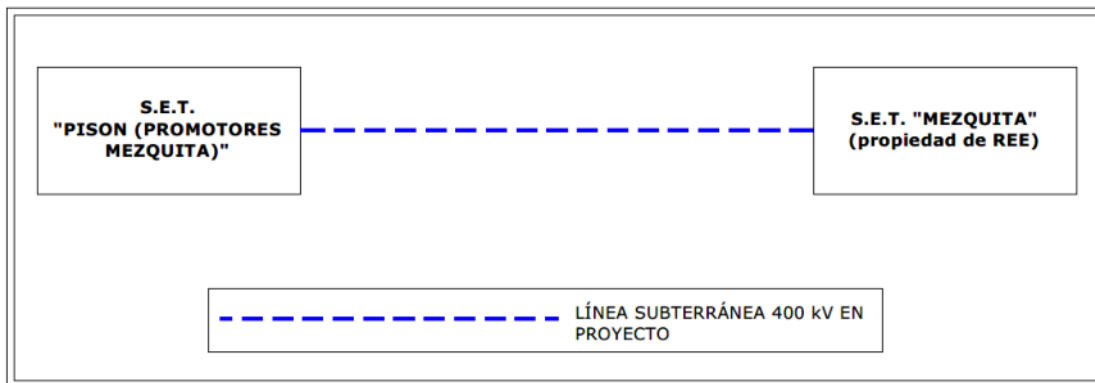 S.E.T.
"PISON (PROMOTORES
MEZQUITA)"
S.E.T. "MEZQUITA"
(propiedad de REE)
LÍNEA SUBTERRÁNEA 400 kV EN
PROYECTO